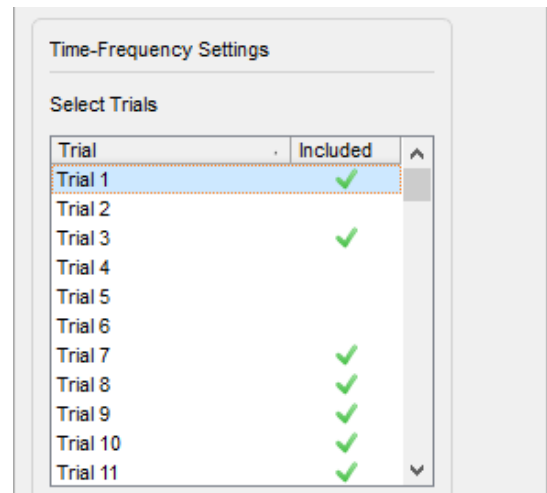 Time-Frequency Settings
Select Trials
Trial Included
Trial 1
Trial 2
Trial 3
Trial 4
Trial 5
Trial 6
Trial 7
Trial 8
Trial 9
Trial 10
Trial 11